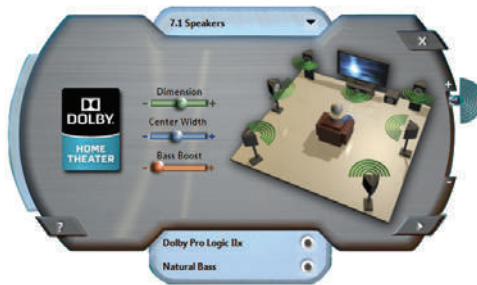 7.1 Speakers
X
DOLBY.
HOME
THEATER
Dimension
- +
Center Width
- +
Bass Boost
- +
+
-
?
Dolby Pro Logic IIx
Natural Bass